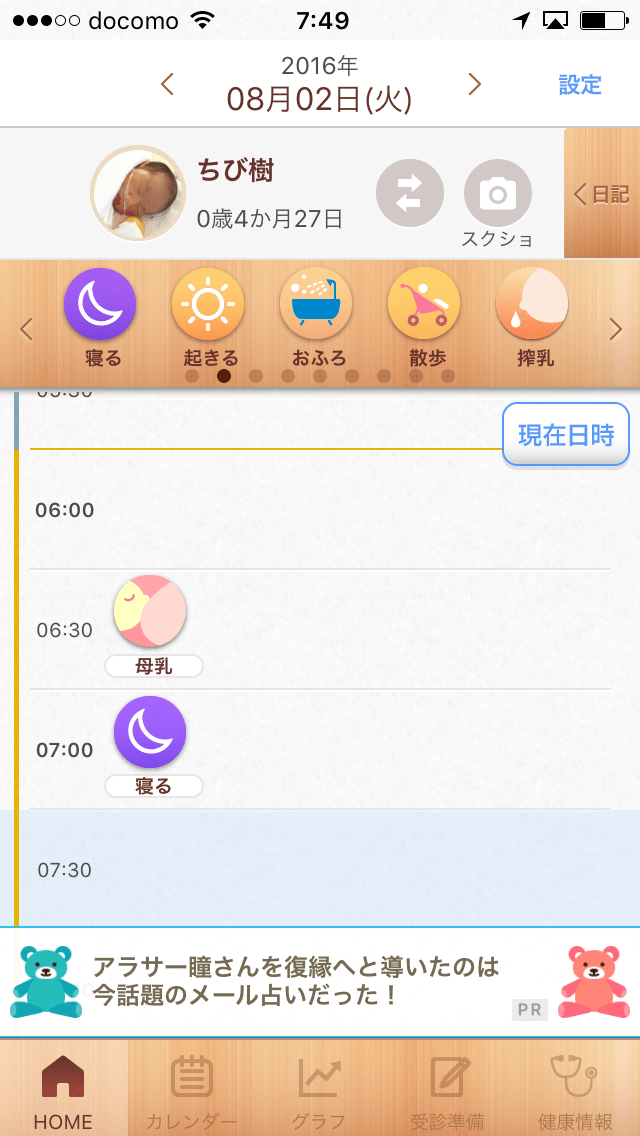 docomo 7:49
2016年
08月02日(火)
設定
ちび樹
0歳4か月27日
スクショ
日記
寝る 起きる おふろ 散歩 搾乳
05:30
現在日時
06:00
06:30
母乳
07:00
寝る
07:30
アラサー瞳さんを復縁へと導いたのは
今話題のメール占いだった！
PR
HOME カレンダー グラフ 受診準備 健康情報